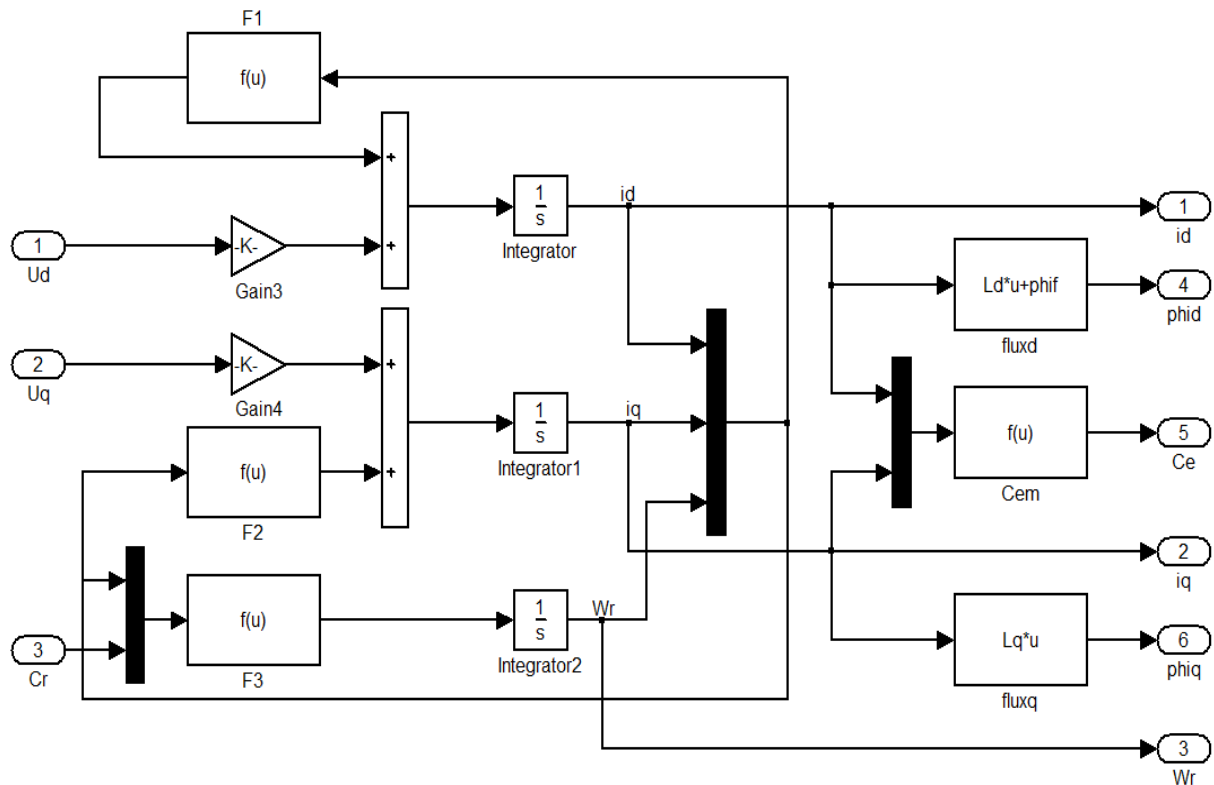 F1
f(u)
+
1
s
id
1
id
1
Ud
-K-
+
Integrator
Gain3
Ld*u+phif
4
phid
fluxd
2
Uq
-K-
+
Gain4
1
s
iq
Integrator1
f(u)
5
Ce
Cem
f(u)
+
F2
2
iq
f(u)
1
s
Wr
Integrator2
3
Cr
F3
Lq*u
6
phiq
fluxq
3
Wr